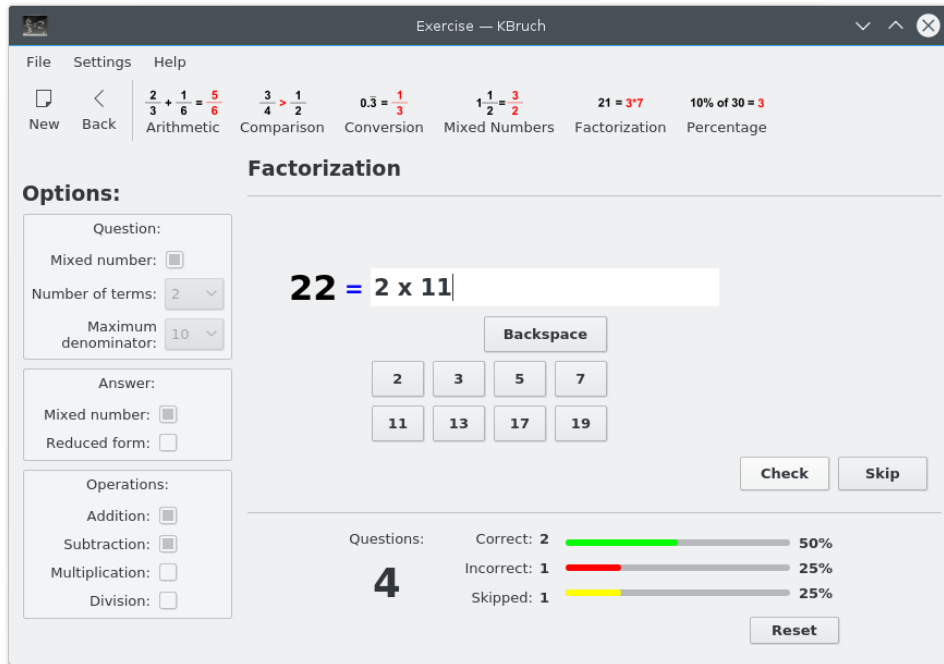 Exercise — KBruch
File Settings Help
New
Back
2/3 + 1/6 = 5/6
Arithmetic
3/4 > 1/2
Comparison
0.3̅ = 1/3
Conversion
1 1/2 = 3/2
Mixed Numbers
21 = 3*7
Factorization
10% of 30 = 3
Percentage
Options:
Question:
Mixed number:
Number of terms: 2
Maximum
denominator: 10
Answer:
Mixed number:
Reduced form:
Operations:
Addition:
Subtraction:
Multiplication:
Division:
Factorization
22 = 2 x 11
Backspace
2 3 5 7
11 13 17 19
Check Skip
Questions:
4
Correct: 2 50%
Incorrect: 1 25%
Skipped: 1 25%
Reset